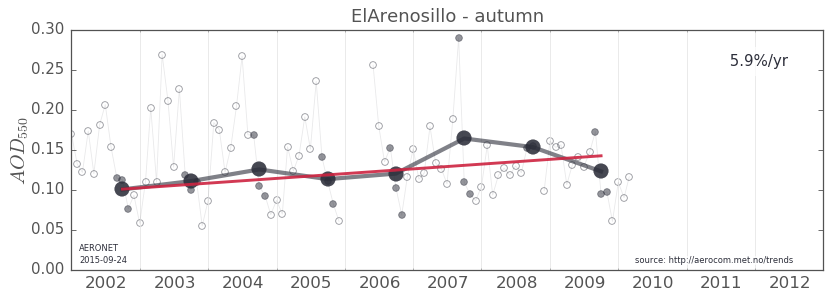 ElArenosillo - autumn
0.30
5.9%/yr
0.25
0.20
AOD550
0.15
0.10
0.05
AERONET
2015-09-24
source: http://aerocom.met.no/trends
0.00
2002 2003 2004 2005 2006 2007 2008 2009 2010 2011 2012